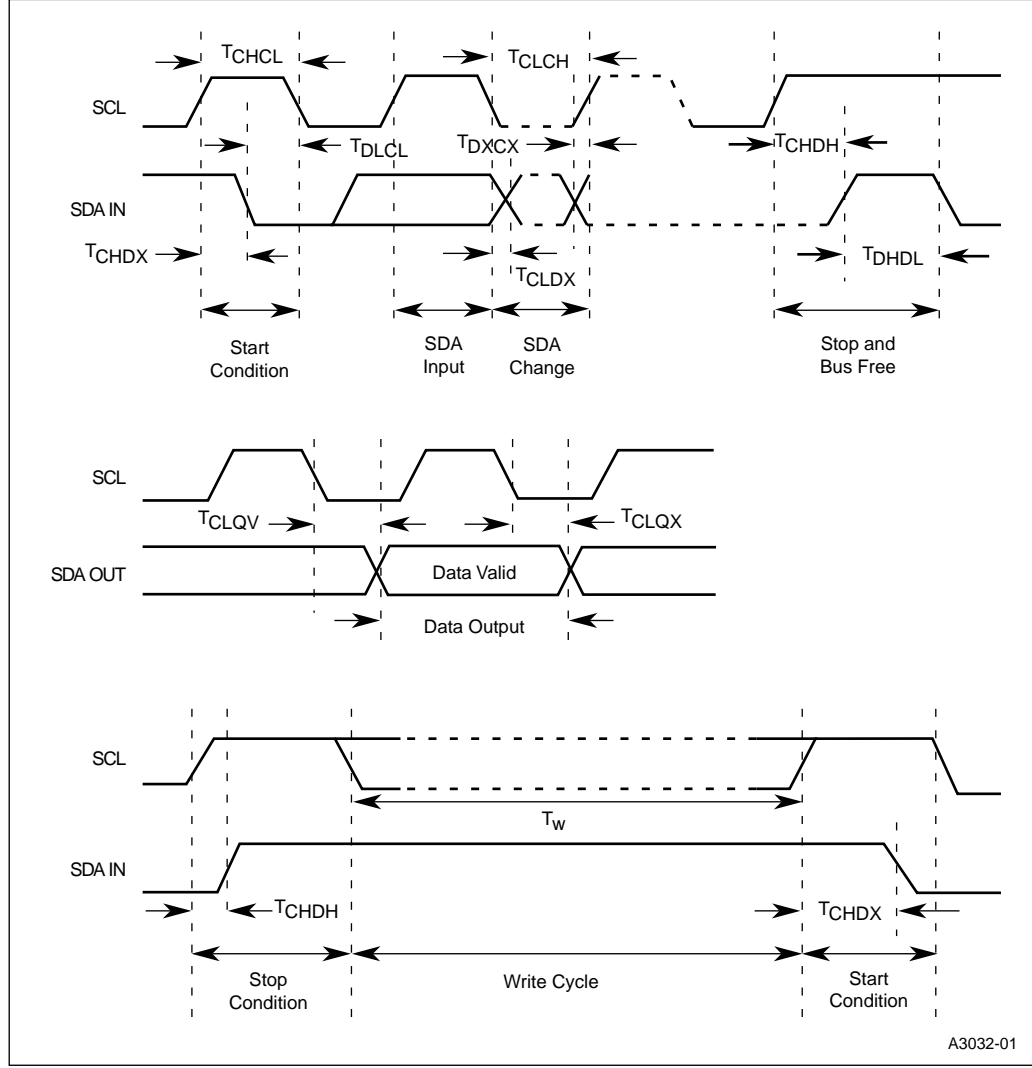 TCHCL
TCLCH
SCL
TDLCL
TDXCX
TCHDH
SDA IN
TCHDX
TCLDX
TDHDL
Start
Condition
SDA
Input
SDA
Change
Stop and
Bus Free
SCL
TCLQV
TCLQX
SDA OUT
Data Valid
Data Output
SCL
TW
SDA IN
TCHDH
TCHDX
Stop
Condition
Write Cycle
Start
Condition
A3032-01